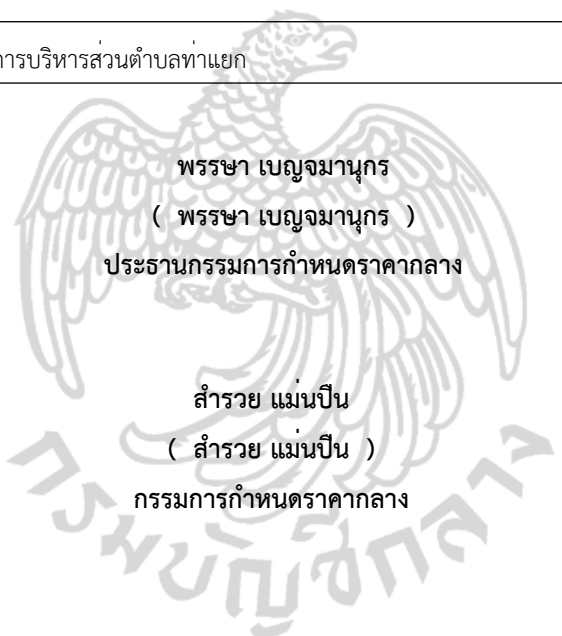 การบริหารส่วนตำบลท่าแยก
พรรษา เบญจมานุกร
( พรรษา เบญจมานุกร )
ประธานกรรมการกำหนดราคากลาง
สำรวย แม่นปืน
( สำรวย แม่นปืน )
กรรมการกำหนดราคากลาง
กรมบัญชีกลาง